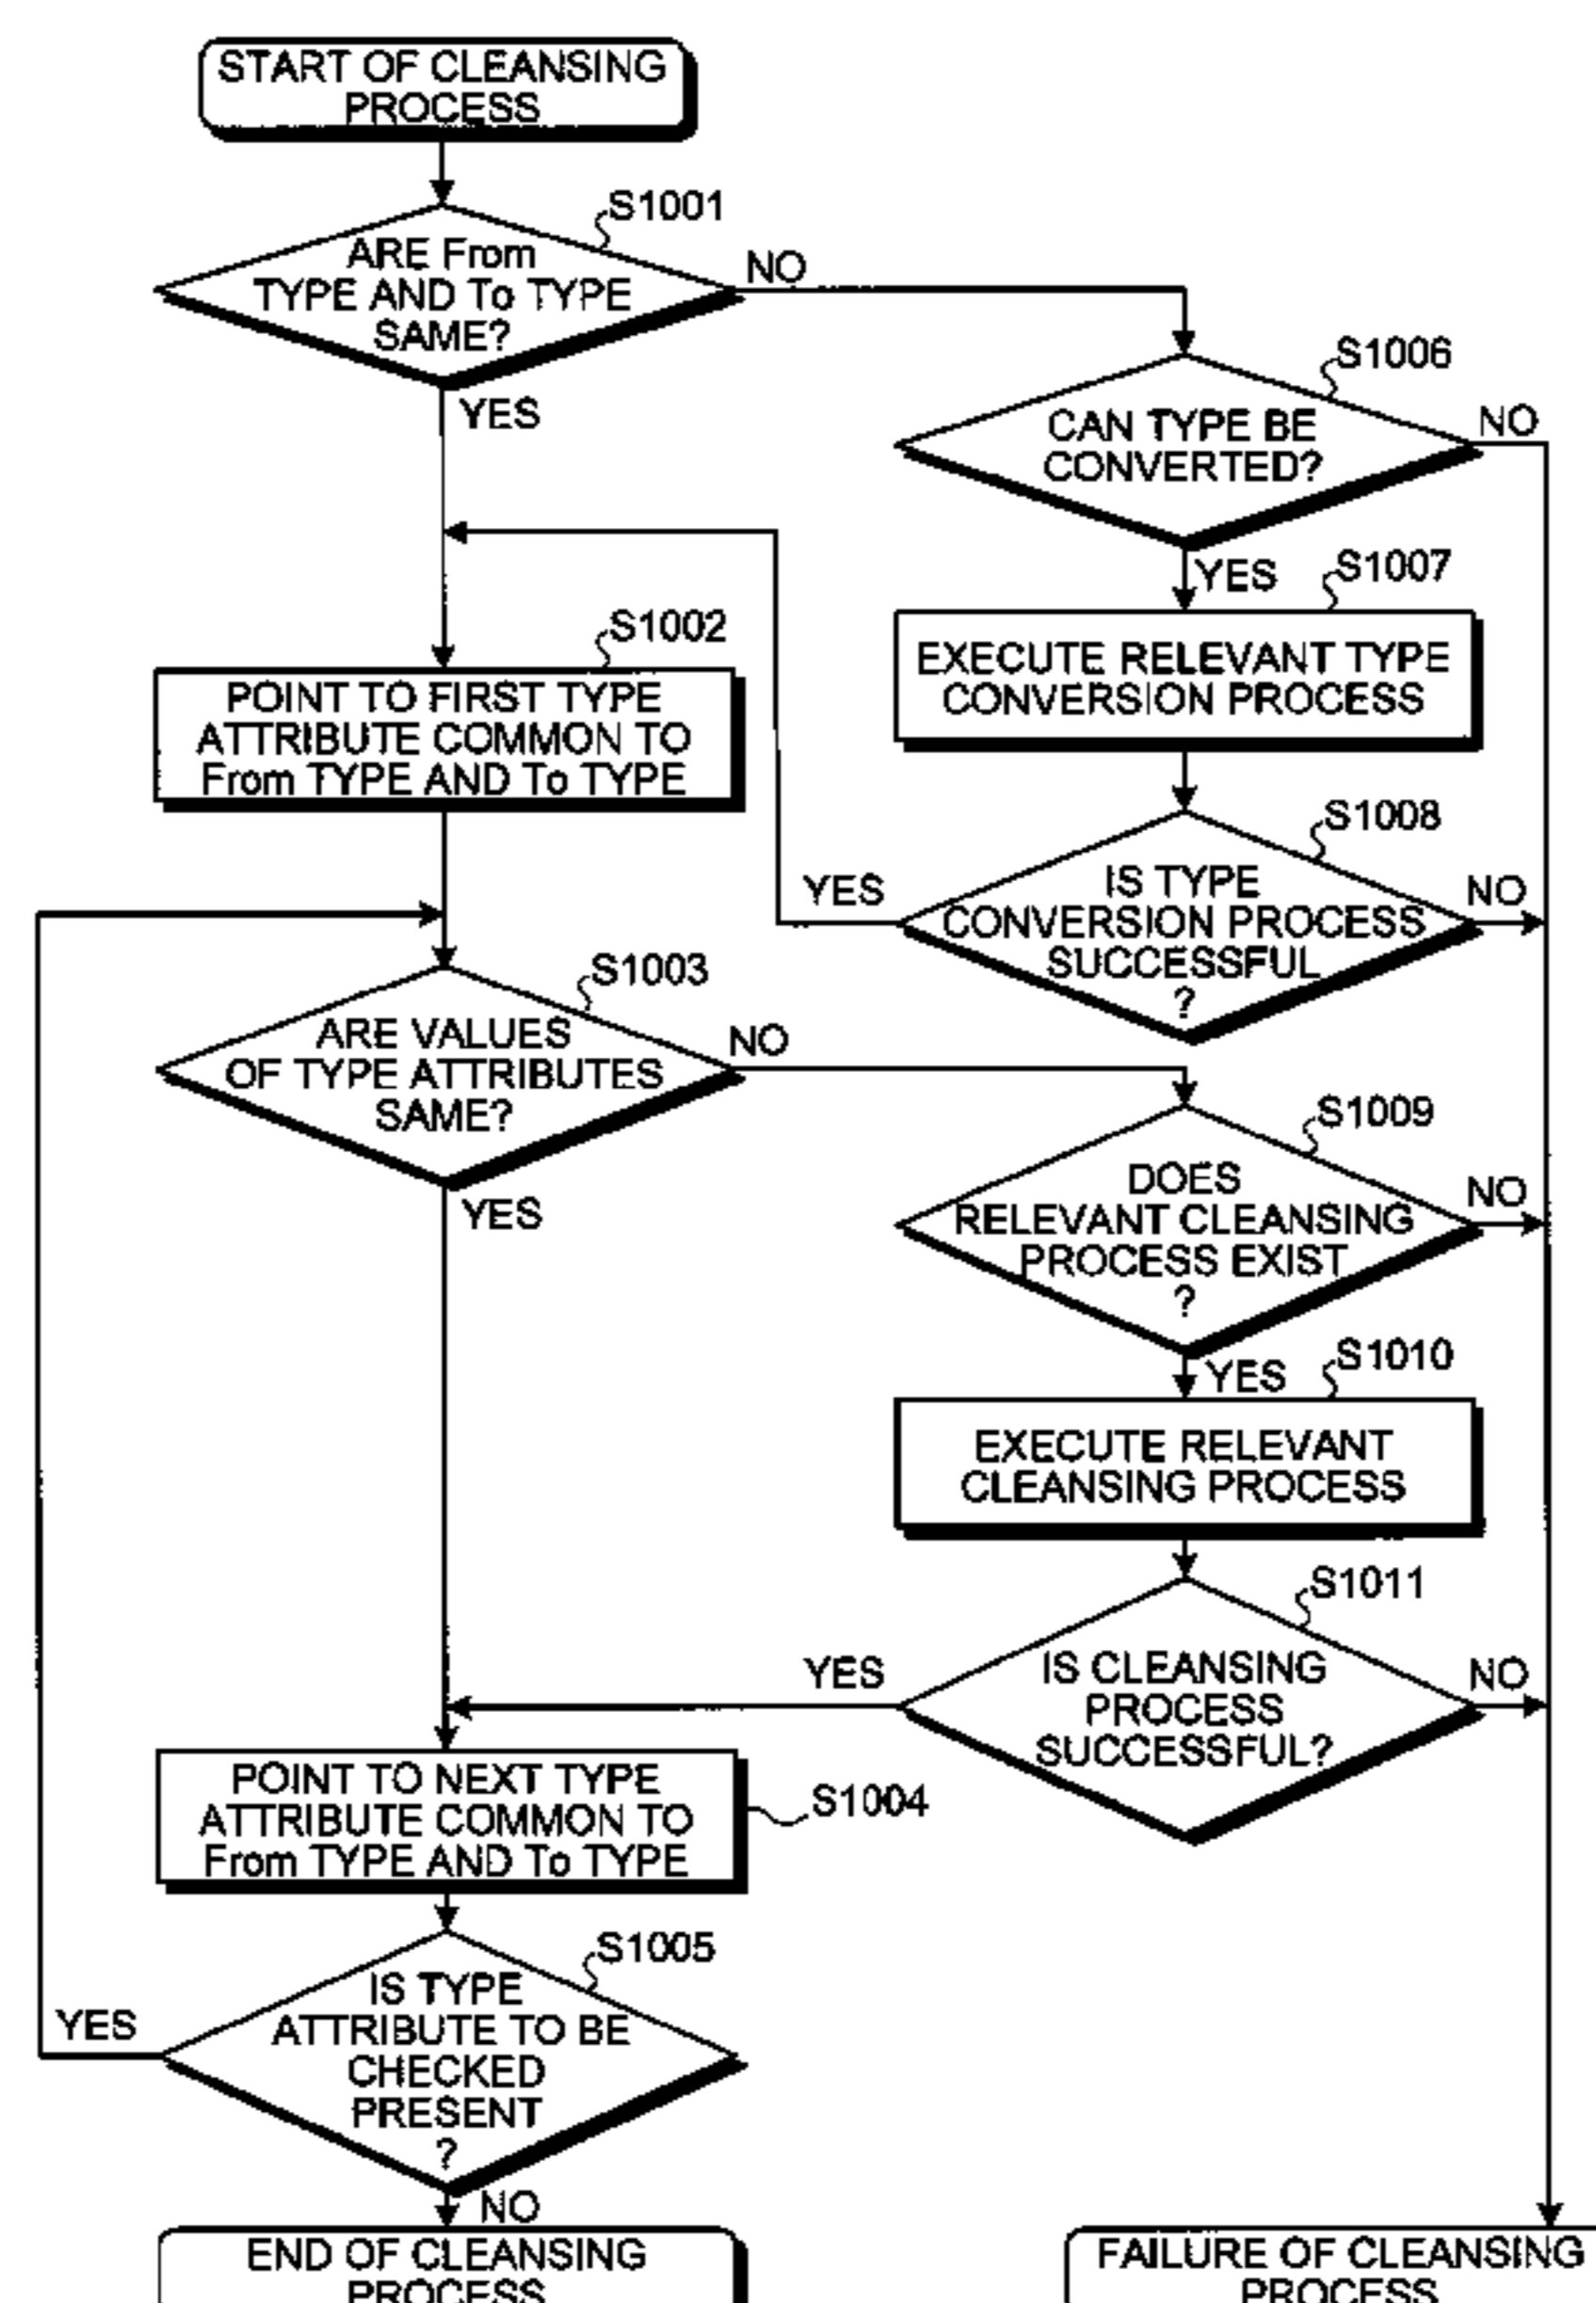 START OF CLEANSING
PROCESS
S1001
ARE From
TYPE AND To TYPE
SAME?
NO
YES
S1006
CAN TYPE BE
CONVERTED?
NO
YES
S1007
EXECUTE RELEVANT TYPE
CONVERSION PROCESS
S1002
POINT TO FIRST TYPE
ATTRIBUTE COMMON TO
From TYPE AND To TYPE
S1008
IS TYPE
CONVERSION PROCESS
SUCCESSFUL
?
YES
NO
S1003
ARE VALUES
OF TYPE ATTRIBUTES
SAME?
NO
YES
S1009
DOES
RELEVANT CLEANSING
PROCESS EXIST
?
NO
YES
S1010
EXECUTE RELEVANT
CLEANSING PROCESS
S1011
IS CLEANSING
PROCESS
SUCCESSFUL?
YES
NO
POINT TO NEXT TYPE
ATTRIBUTE COMMON TO
From TYPE AND To TYPE
S1004
S1005
IS TYPE
ATTRIBUTE TO BE
CHECKED
PRESENT
?
YES
NO
END OF CLEANSING
PROCESS
FAILURE OF CLEANSING
PROCESS